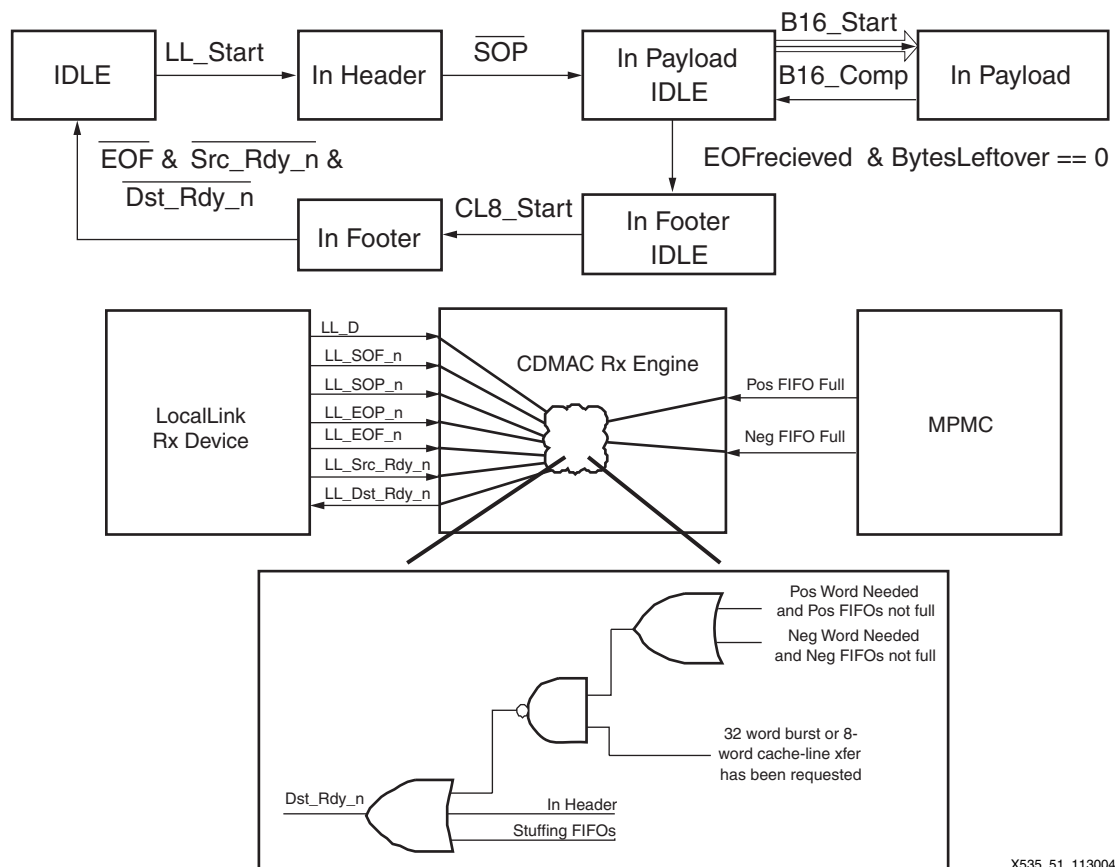 IDLE
LL_Start
In Header
SOP
In Payload
IDLE
B16_Start
B16_Comp
In Payload
EOF & Src_Rdy_n &
Dst_Rdy_n
EOFrecieved & BytesLeftover == 0
In Footer
CL8_Start
In Footer
IDLE
LocalLink
Rx Device
LL_D
LL_SOF_n
LL_SOP_n
LL_EOP_n
LL_EOF_n
LL_Src_Rdy_n
LL_Dst_Rdy_n
CDMAC Rx Engine
Pos FIFO Full
Neg FIFO Full
MPMC
Pos Word Needed
and Pos FIFOs not full
Neg Word Needed
and Neg FIFOs not full
32 word burst or 8-
word cache-line xfer
has been requested
Dst_Rdy_n
In Header
Stuffing FIFOs
X535_51_113004